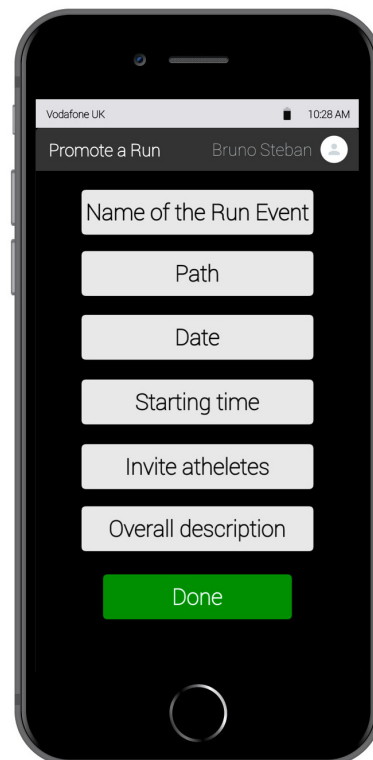 Vodafone UK 10:28 AM
Promote a Run Bruno Steban
Name of the Run Event
Path
Date
Starting time
Invite atheletes
Overall description
Done